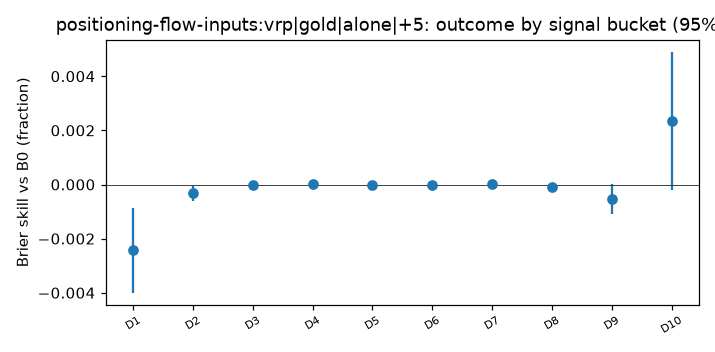 positioning-flow-inputs:vrp|gold|alone|+5: outcome by signal bucket (95%
Brier skill vs B0 (fraction)
0.004
0.002
0.000
−0.002
−0.004
D1 D2 D3 D4 D5 D6 D7 D8 D9 D10